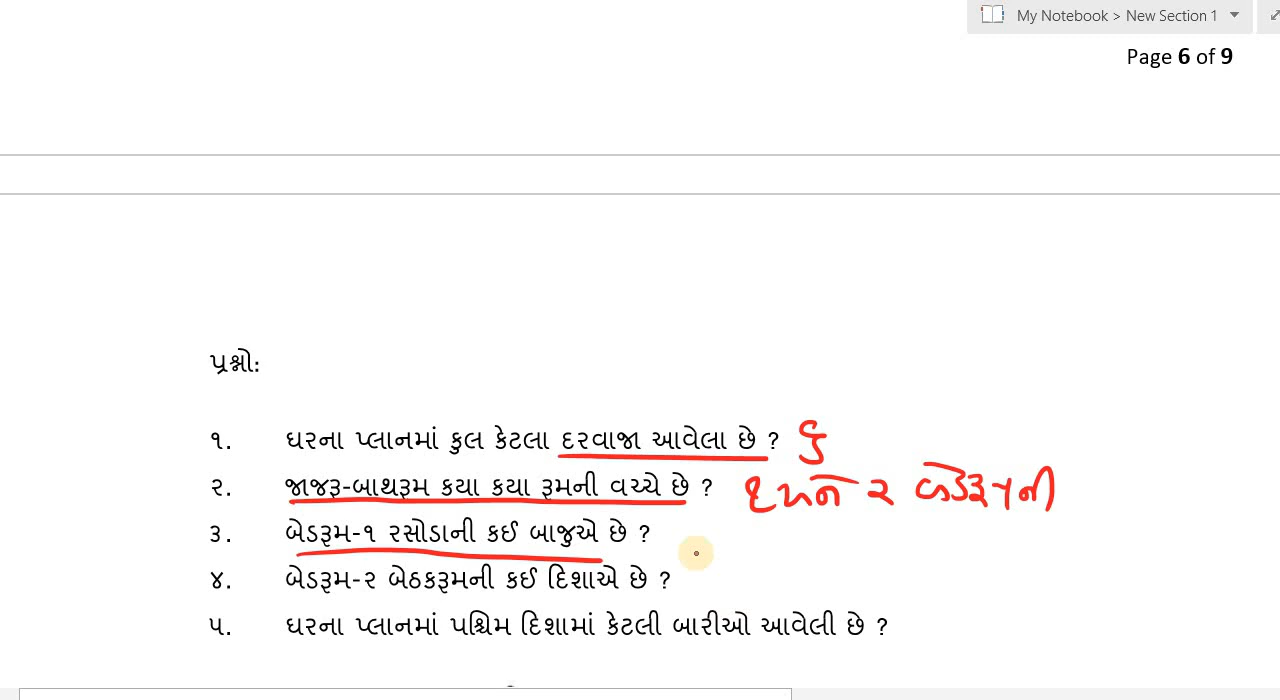 My Notebook > New Section 1
Page 6 of 9
પ્રશ્નો:
૧. ઘરના પ્લાનમાં કુલ કેટલા દરવાજા આવેલા છે ?
૨. જાજરૂ-બાથરૂમ કયા કયા રૂમની વચ્ચે છે ? ૨
૩. બેડરૂમ-૧ રસોડાની કઈ બાજુએ છે ?
૪. બેડરૂમ-૨ બેઠકરૂમની કઈ દિશાએ છે ?
૫. ઘરના પ્લાનમાં પશ્ચિમ દિશામાં કેટલી બારીઓ આવેલી છે ?